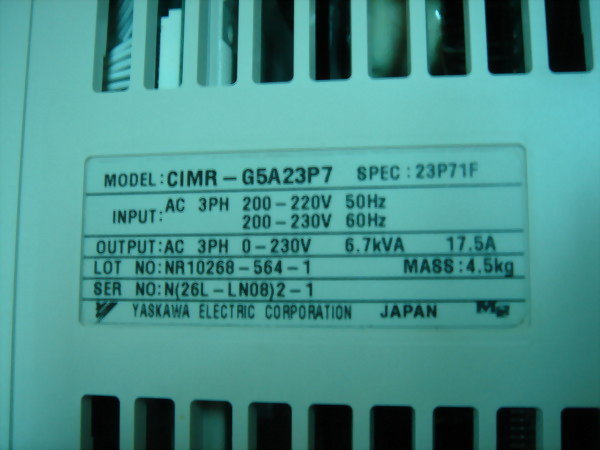 MODEL:CIMR-G5A23P7 SPEC:23P71F
INPUT:AC 3PH 200-220V 50Hz
200-230V 60Hz
OUTPUT:AC 3PH 0-230V 6.7kVA 17.5A
LOT NO:NR10268-564-1 MASS:4.5kg
SER NO:N(26L-LN08)2-1
YASKAWA ELECTRIC CORPORATION JAPAN